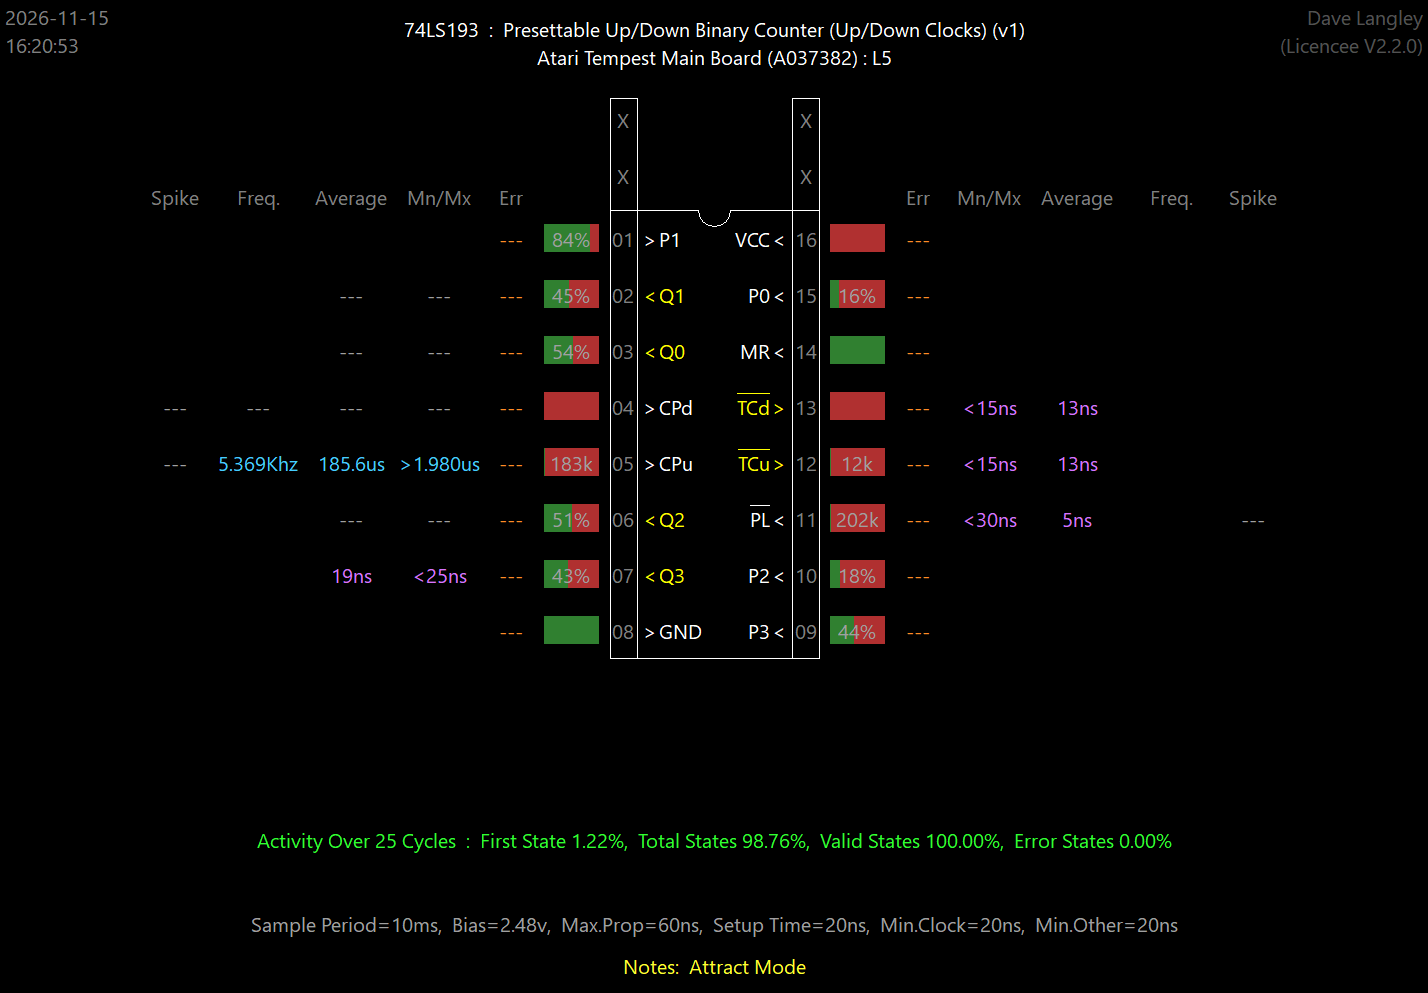 2026-11-15
16:20:53
74LS193 : Presettable Up/Down Binary Counter (Up/Down Clocks) (v1)
Atari Tempest Main Board (A037382) : L5
Dave Langley
(Licencee V2.2.0)
X X
X X
Spike Freq. Average Mn/Mx Err Err Mn/Mx Average Freq. Spike
--- 84% 01 > P1 VCC < 16 ---
--- --- --- 45% 02 < Q1 P0 < 15 16% ---
--- --- --- 54% 03 < Q0 MR < 14 ---
--- --- --- --- --- 04 > CPd TCd > 13 --- <15ns 13ns
--- 5.369Khz 185.6us >1.980us --- 183k 05 > CPu TCu > 12 12k --- <15ns 13ns
--- --- --- 51% 06 < Q2 PL < 11 202k --- <30ns 5ns ---
19ns <25ns --- 43% 07 < Q3 P2 < 10 18% ---
--- 08 > GND P3 < 09 44% ---
Activity Over 25 Cycles : First State 1.22%, Total States 98.76%, Valid States 100.00%, Error States 0.00%
Sample Period=10ms, Bias=2.48v, Max.Prop=60ns, Setup Time=20ns, Min.Clock=20ns, Min.Other=20ns
Notes: Attract Mode